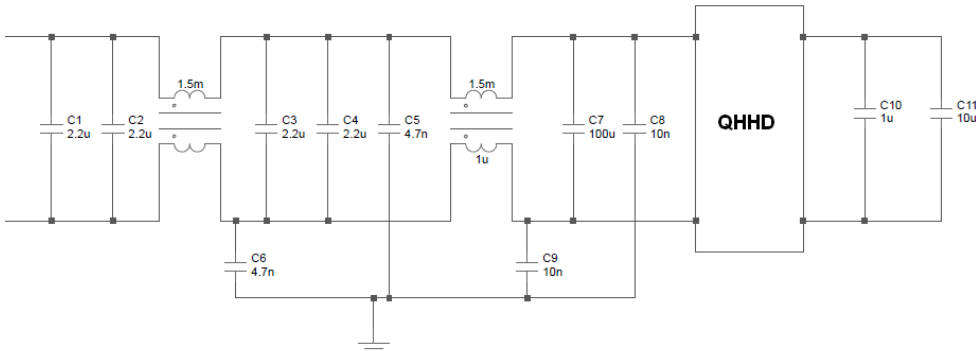 1.5m
1.5m
C1
2.2u
C2
2.2u
C3
2.2u
C4
2.2u
C5
4.7n
1u
C7
100u
C8
10n
QHHD
C10
1u
C11
10u
C6
4.7n
C9
10n